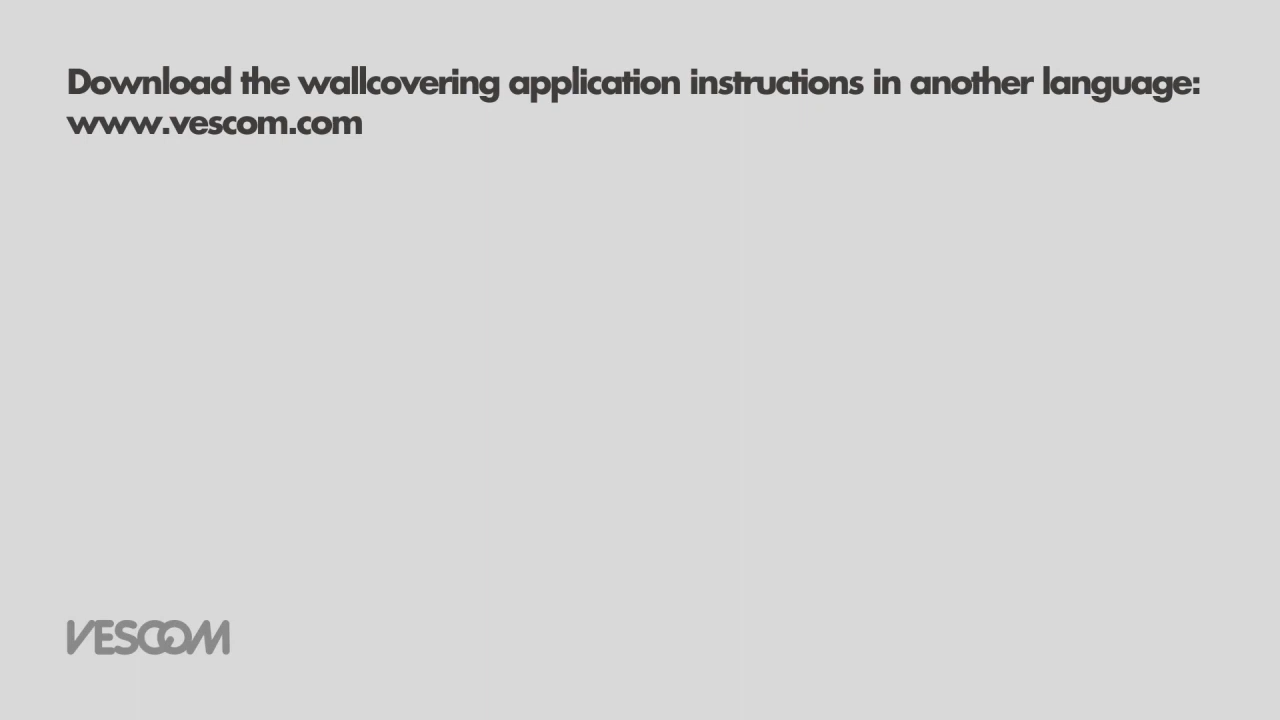 Download the wallcovering application instructions in another language:
www.vescom.com
VESCOM